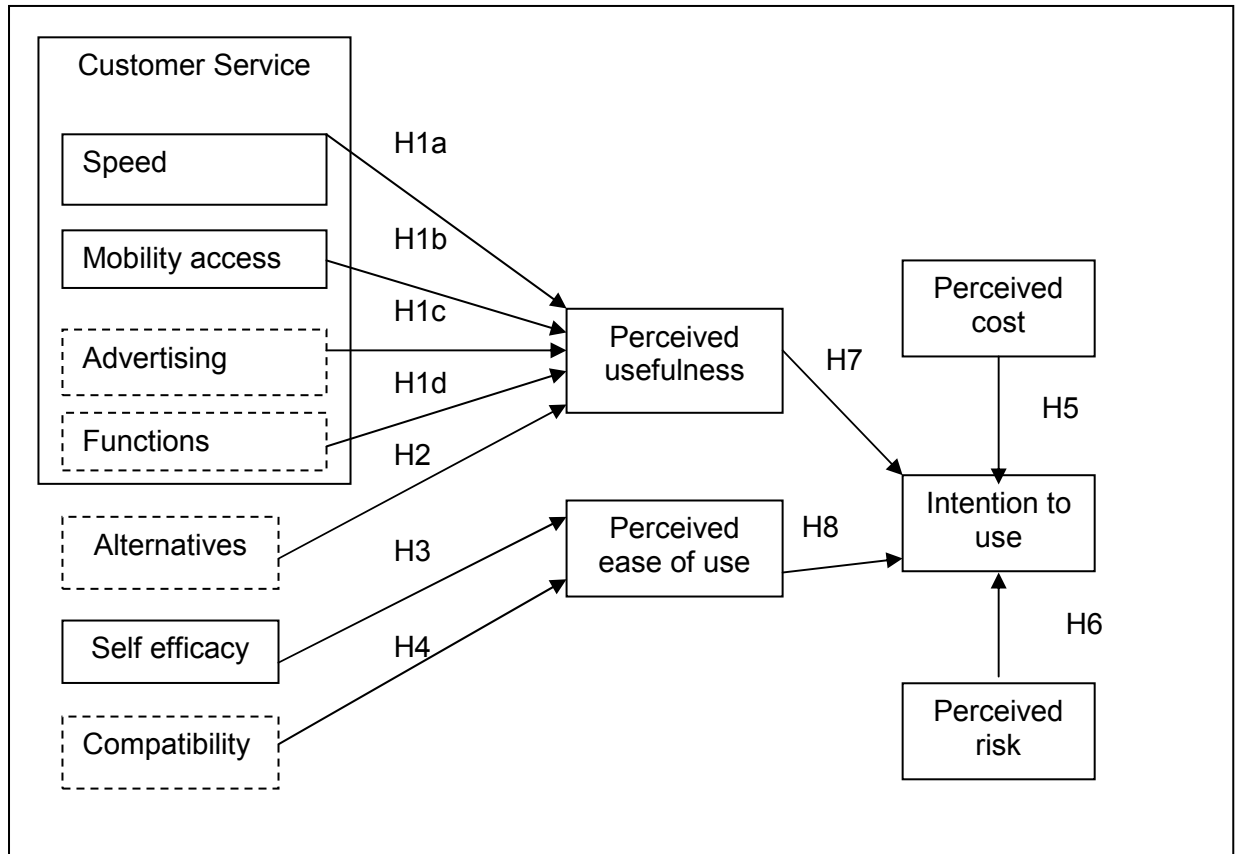 Customer Service
Speed
H1a
Mobility access
H1b
H1c
Advertising
H1d
Functions
H2
Alternatives
H3
Self efficacy
H4
Compatibility
Perceived
usefulness
H7
Perceived
ease of use
H8
Perceived
cost
H5
Intention to
use
H6
Perceived
risk